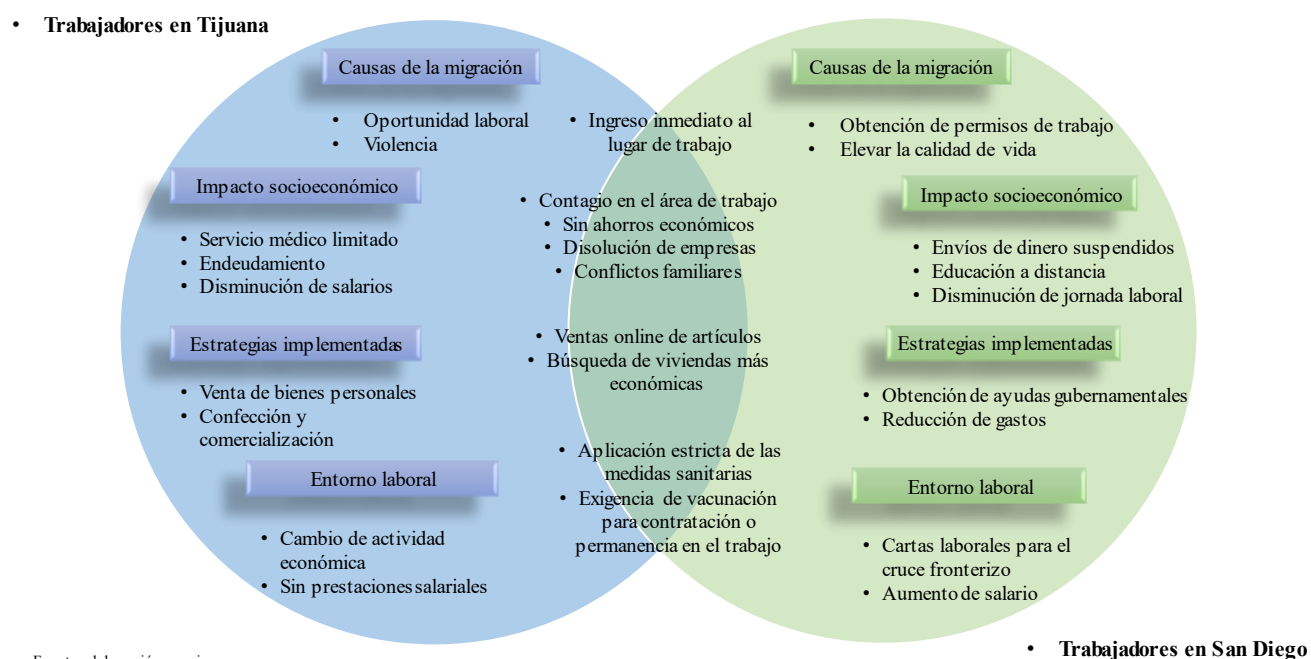 • Trabajadores en Tijuana
Causas de la migración
• Oportunidad laboral
• Violencia
Impacto socioeconómico
• Servicio médico limitado
• Endeudamiento
• Disminución de salarios
Estrategias implementadas
• Venta de bienes personales
• Confección y
comercialización
Entorno laboral
• Cambio de actividad
económica
• Sin prestaciones salariales
• Ingreso inmediato al
lugar de trabajo
• Contagio en el área de trabajo
• Sin ahorros económicos
• Disolución de empresas
• Conflictos familiares
• Ventas online de artículos
• Búsqueda de viviendas más
económicas
• Aplicación estricta de las
medidas sanitarias
• Exigencia de vacunación
para contratación o
permanencia en el trabajo
Causas de la migración
• Obtención de permisos de trabajo
• Elevar la calidad de vida
Impacto socioeconómico
• Envíos de dinero suspendidos
• Educación a distancia
• Disminución de jornada laboral
Estrategias implementadas
• Obtención de ayudas gubernamentales
• Reducción de gastos
Entorno laboral
• Cartas laborales para el
cruce fronterizo
• Aumento de salario
• Trabajadores en San Diego